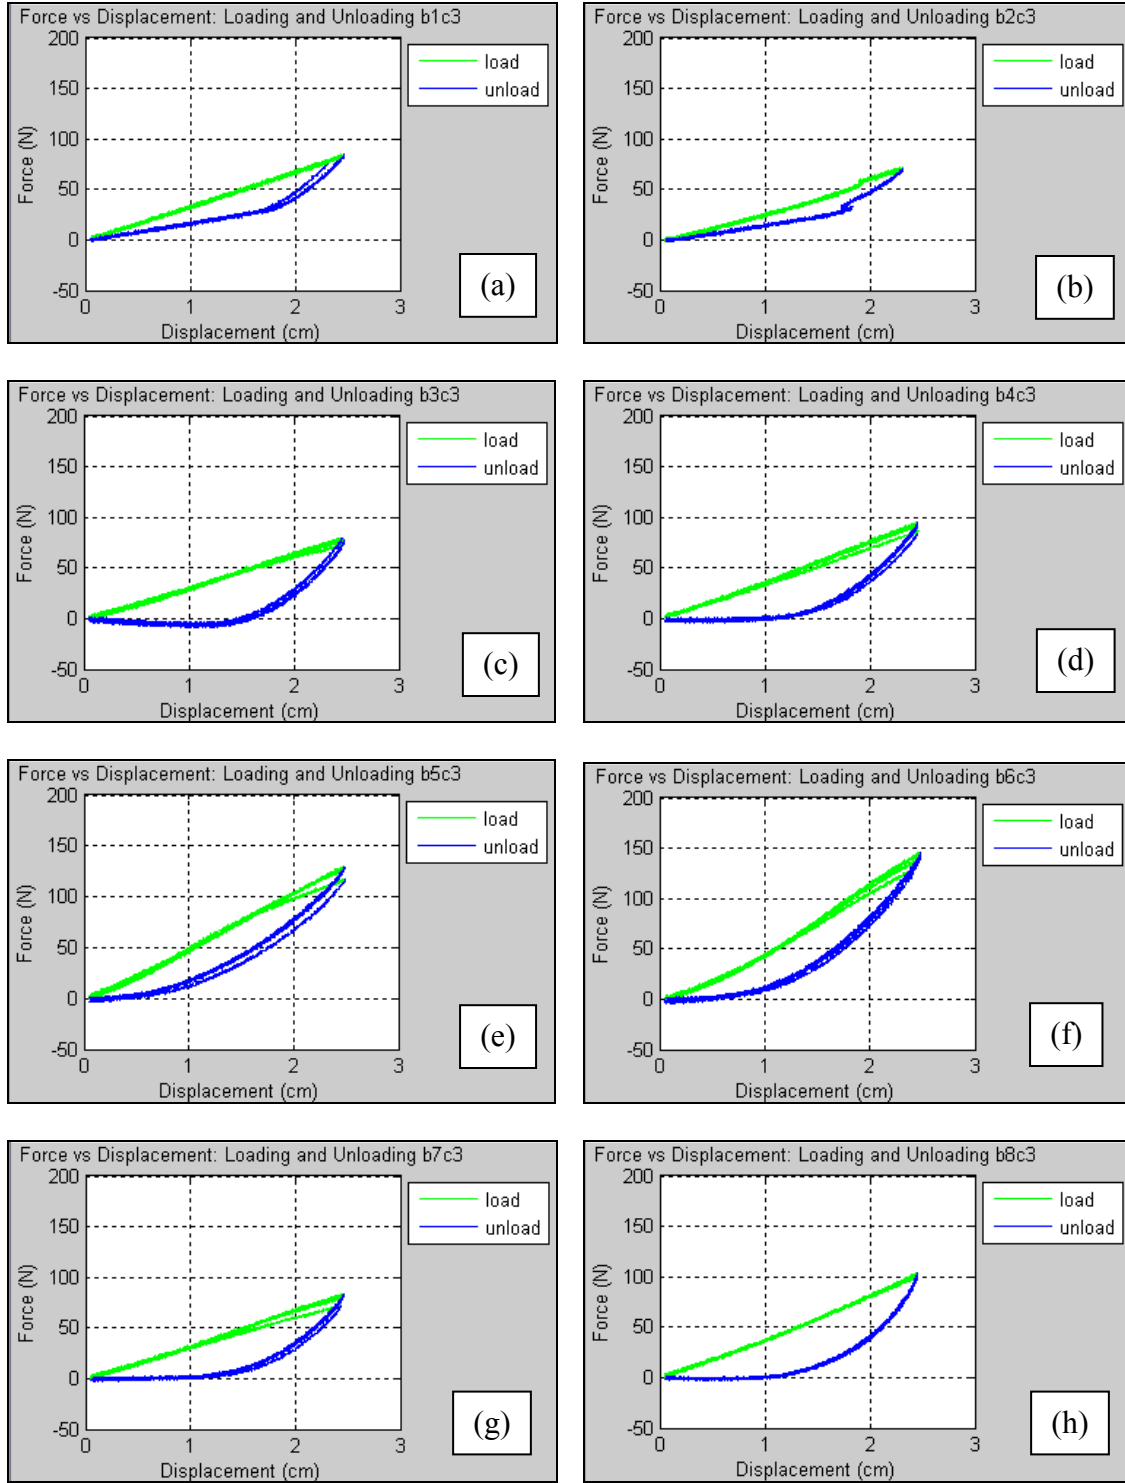 Force vs Displacement: Loading and Unloading b1c3
200
150
100
50
0
-50
0 1 2 3
Force (N)
Displacement (cm)
load
unload
(a)
Force vs Displacement: Loading and Unloading b2c3
200
150
100
50
0
-50
0 1 2 3
Force (N)
Displacement (cm)
load
unload
(b)
Force vs Displacement: Loading and Unloading b3c3
200
150
100
50
0
-50
0 1 2 3
Force (N)
Displacement (cm)
load
unload
(c)
Force vs Displacement: Loading and Unloading b4c3
200
150
100
50
0
-50
0 1 2 3
Force (N)
Displacement (cm)
load
unload
(d)
Force vs Displacement: Loading and Unloading b5c3
200
150
100
50
0
-50
0 1 2 3
Force (N)
Displacement (cm)
load
unload
(e)
Force vs Displacement: Loading and Unloading b6c3
200
150
100
50
0
-50
0 1 2 3
Force (N)
Displacement (cm)
load
unload
(f)
Force vs Displacement: Loading and Unloading b7c3
200
150
100
50
0
-50
0 1 2 3
Force (N)
Displacement (cm)
load
unload
(g)
Force vs Displacement: Loading and Unloading b8c3
200
150
100
50
0
-50
0 1 2 3
Force (N)
Displacement (cm)
load
unload
(h)